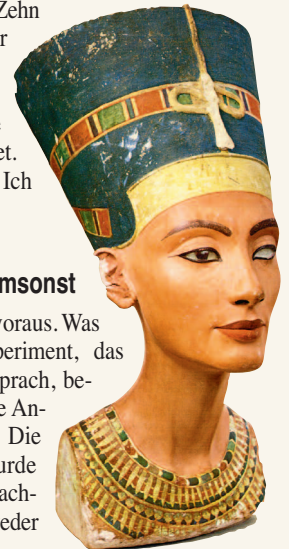 Zehn
r
et.
Ich
msonst
voraus. Was
periment, das
prach, be-
e An-
Die
urde
ach-
eder